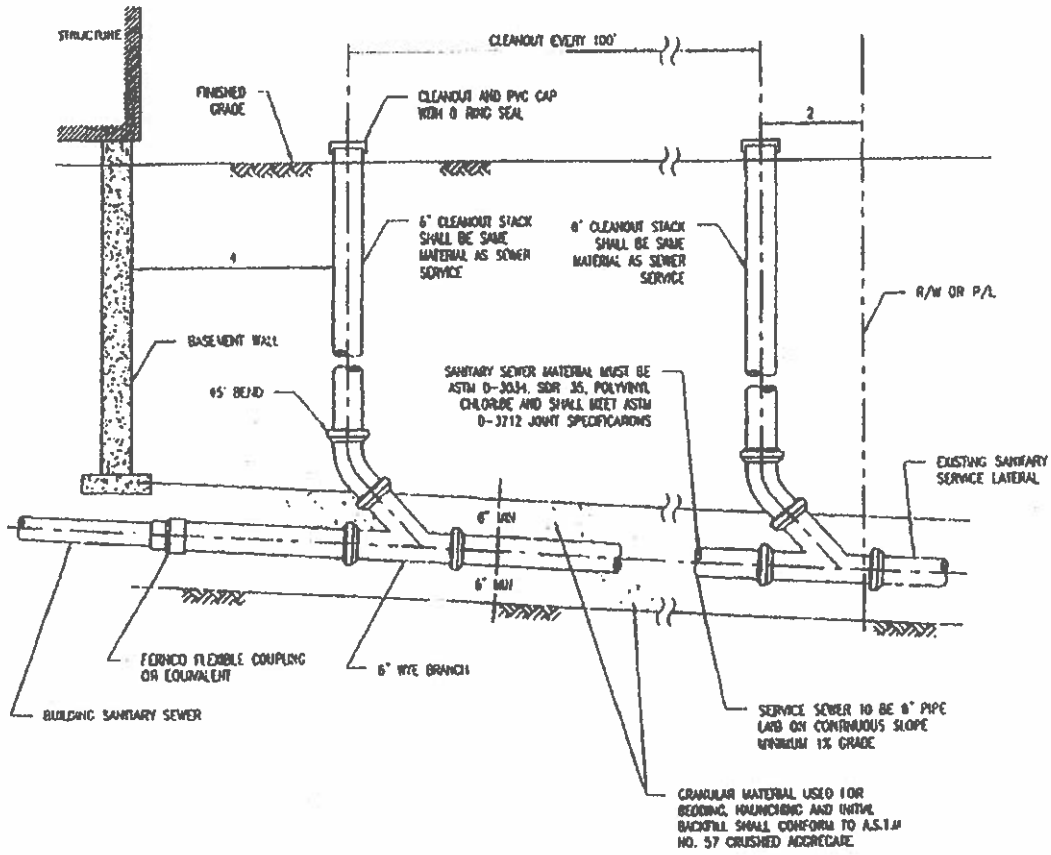 STRUCTURE
CLEANOUT EVERY 100'
FINISHED
GRADE
CLEANOUT AND PVC CAP
WITH O RING SEAL
2
6" CLEANOUT STACK
SHALL BE SAME
MATERIAL AS SEWER
SERVICE
CLEANOUT STACK
SHALL BE SAME
MATERIAL AS SEWER
SERVICE
4
R/W OR P/L
BASEMENT WALL
45° BEND
SANITARY SEWER MATERIAL MUST BE
ASTM D-3034, SDR 35, POLYVINYL
CHLORIDE AND SHALL MEET ASTM
D-3212 JOINT SPECIFICATIONS
EXISTING SANITARY
SERVICE LATERAL
6" MIN
6" MIN
FERNCO FLEXIBLE COUPLING
OR EQUIVALENT
6" WYE BRANCH
BUILDING SANITARY SEWER
SERVICE SEWER TO BE PIPE
LAID ON CONTINUOUS SLOPE
MINIMUM 1% GRADE
GRANULAR MATERIAL USED FOR
BEDDING, HAUNCHING AND INITIAL
BACKFILL SHALL CONFORM TO A.S.T.M
NO. 57 CRUSHED AGGREGATE